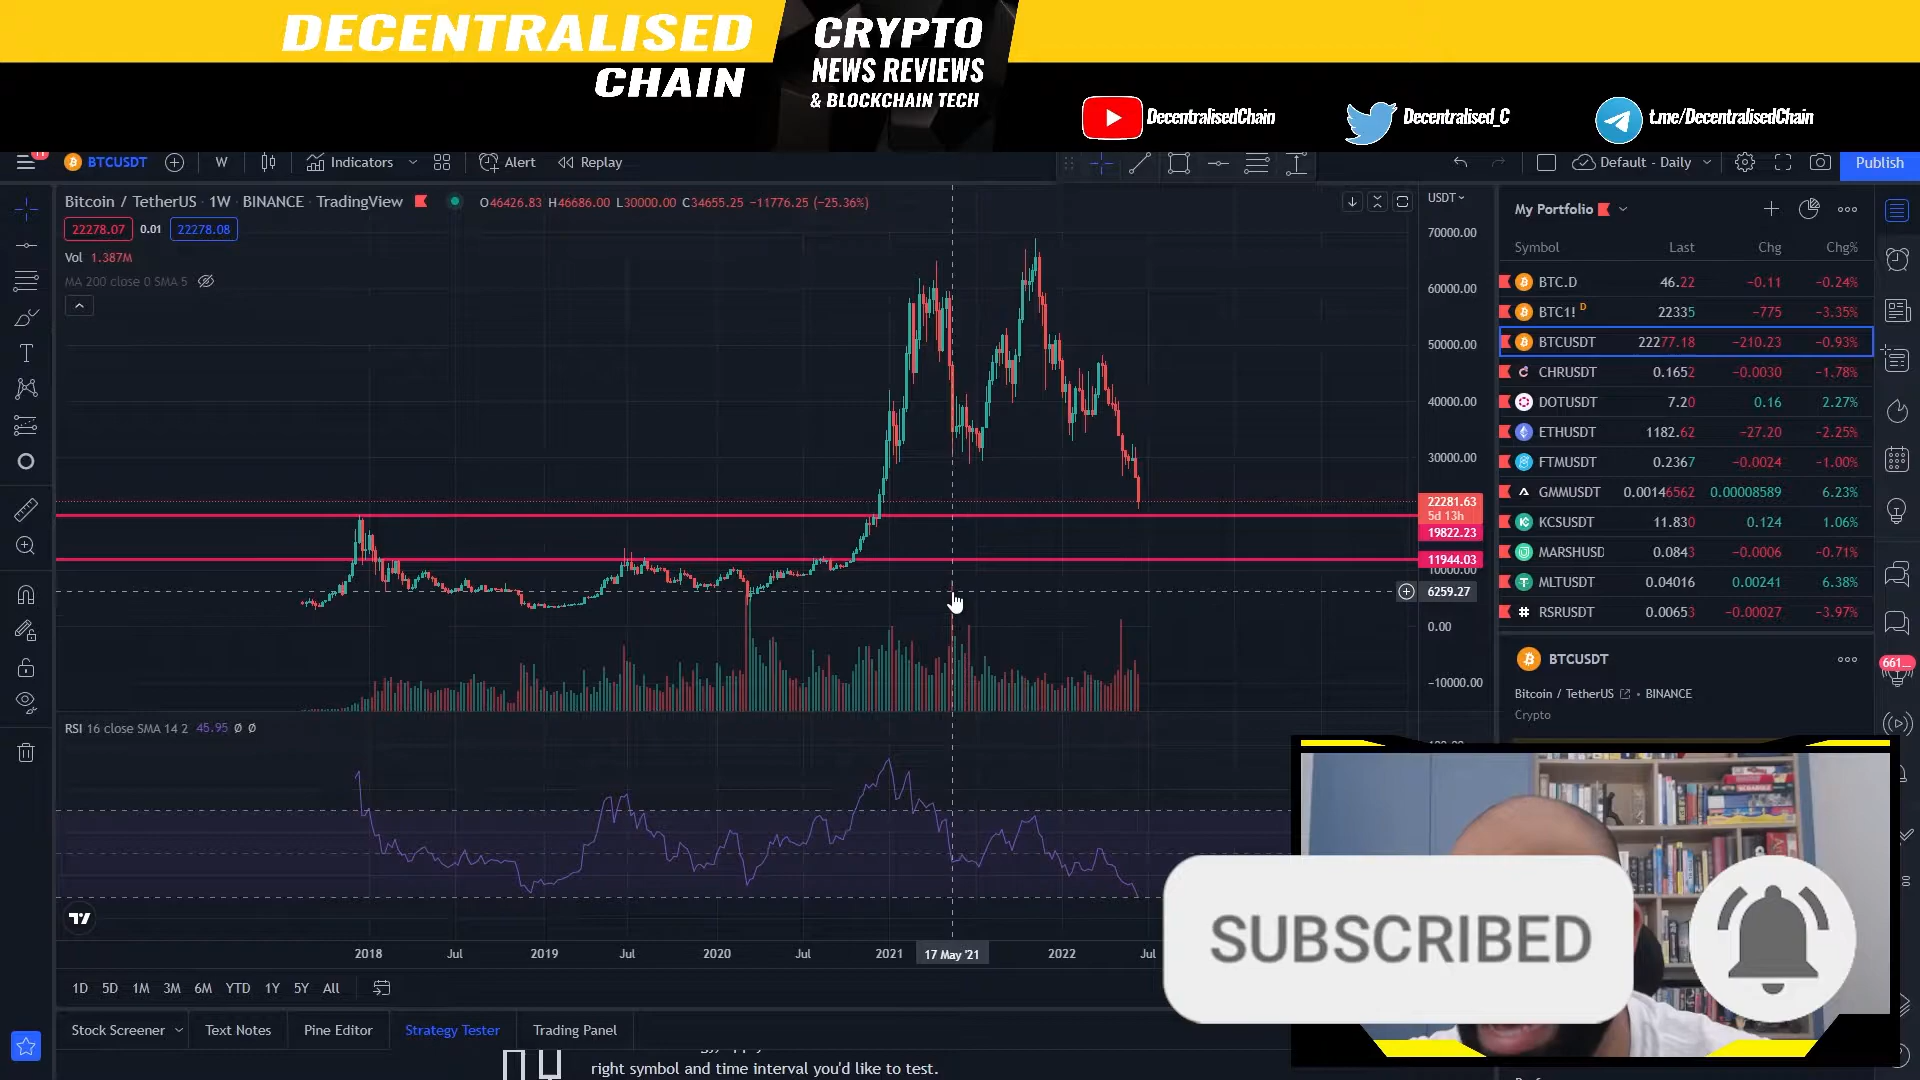 DECENTRALISED
CHAIN
CRYPTO
NEWS REVIEWS
& BLOCKCHAIN TECH
DecentralisedChain
Decentralised_C
t.me/DecentralisedChain
11
BTCUSDT
W
Indicators
Alert
Replay
Default - Daily
Publish
Bitcoin / TetherUS · 1W · BINANCE · TradingView
O46426.83 H46686.00 L30000.00 C34655.25 −11776.25 (−25.36%)
22278.07 0.01 22278.08
Vol 1.387M
MA 200 close 0 SMA 5
USDT
70000.00
60000.00
50000.00
40000.00
30000.00
22281.63
5d 13h
19822.23
11944.03
10000.00
6259.27
0.00
−10000.00
RSI 16 close SMA 14 2 45.95 Ø Ø
2018
Jul
2019
Jul
2020
Jul
2021
17 May '21
2022
Jul
1D 5D 1M 3M 6M YTD 1Y 5Y All
Stock Screener
Text Notes
Pine Editor
Strategy Tester
Trading Panel
right symbol and time interval you'd like to test.
My Portfolio
Symbol Last Chg Chg%
BTC.D 46.22 −0.11 −0.24%
BTC1! D 22335 −775 −3.35%
BTCUSDT 22277.18 −210.23 −0.93%
CHRUSDT 0.1652 −0.0030 −1.78%
DOTUSDT 7.20 0.16 2.27%
ETHUSDT 1182.62 −27.20 −2.25%
FTMUSDT 0.2367 −0.0024 −1.00%
GMMUSDT 0.00146562 0.00008589 6.23%
KCSUSDT 11.830 0.124 1.06%
MARSHUSD 0.0843 −0.0006 −0.71%
MLTUSDT 0.04016 0.00241 6.38%
RSRUSDT 0.00653 −0.00027 −3.97%
BTCUSDT
Bitcoin / TetherUS • BINANCE
Crypto
661
SUBSCRIBED